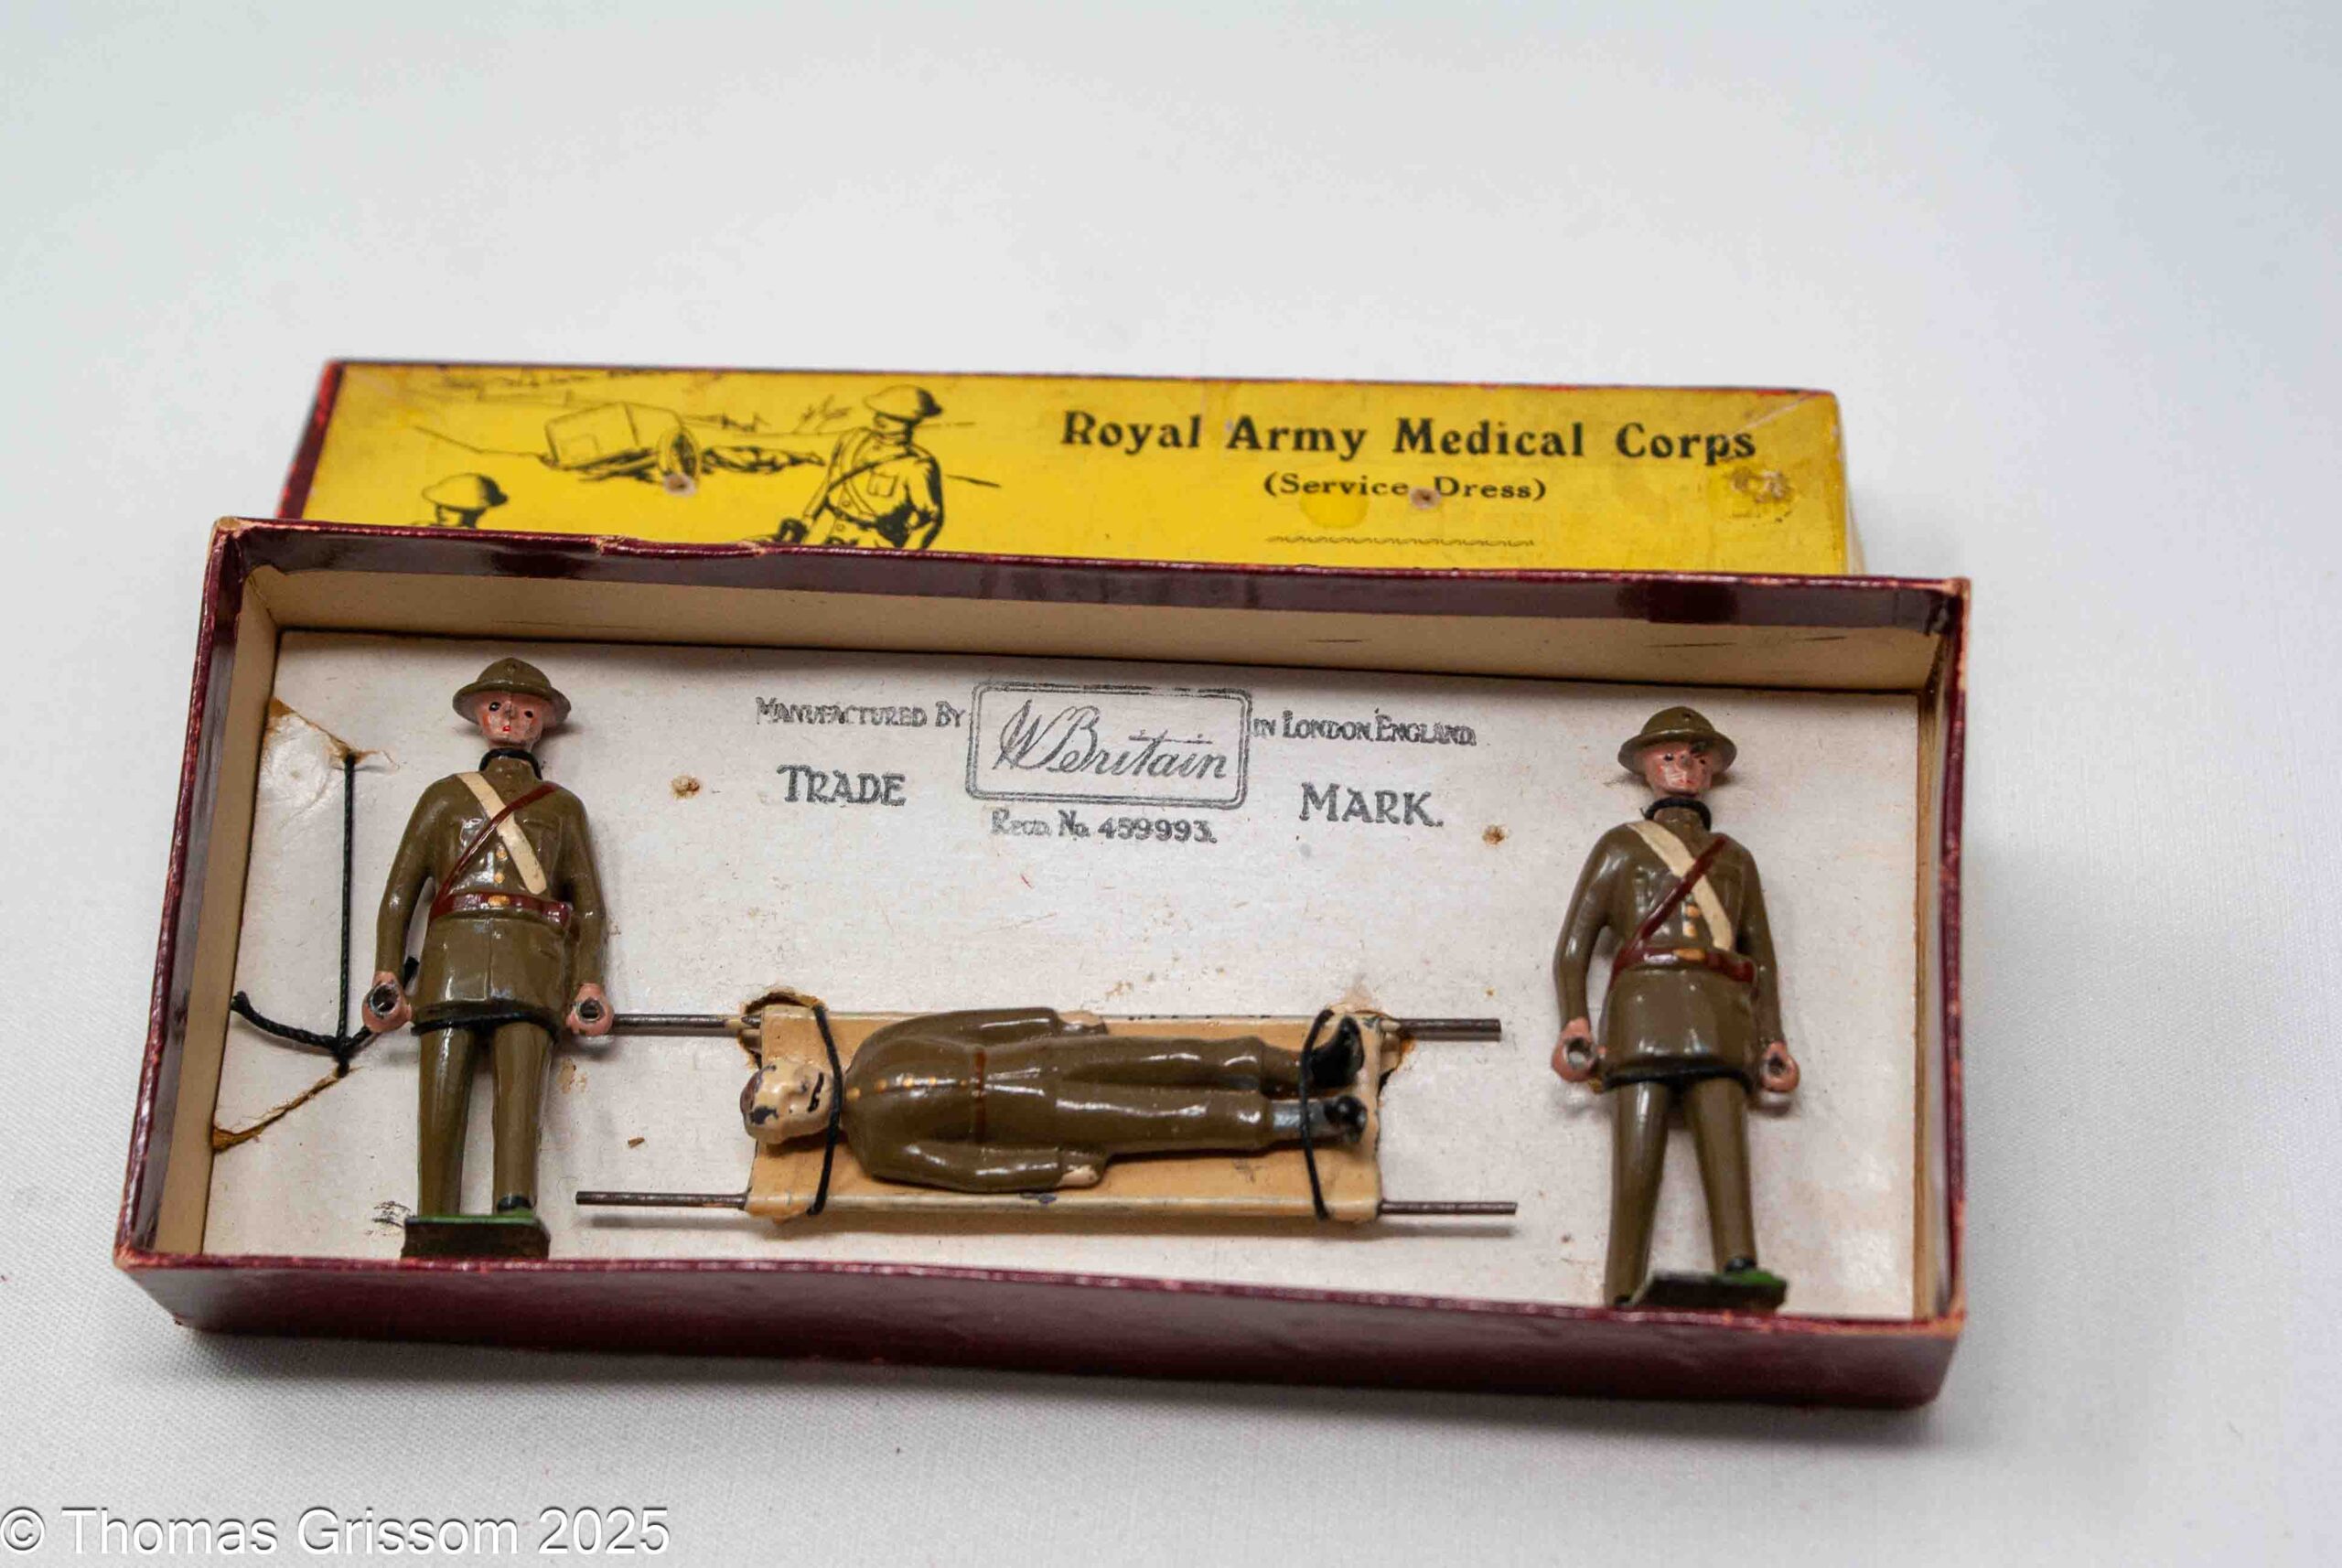 Royal Army Medical Corps
(Service Dress)
MANUFACTURED BY W Britain IN LONDON ENGLAND.
TRADE MARK.
REGD. No. 459993.
© Thomas Grissom 2025